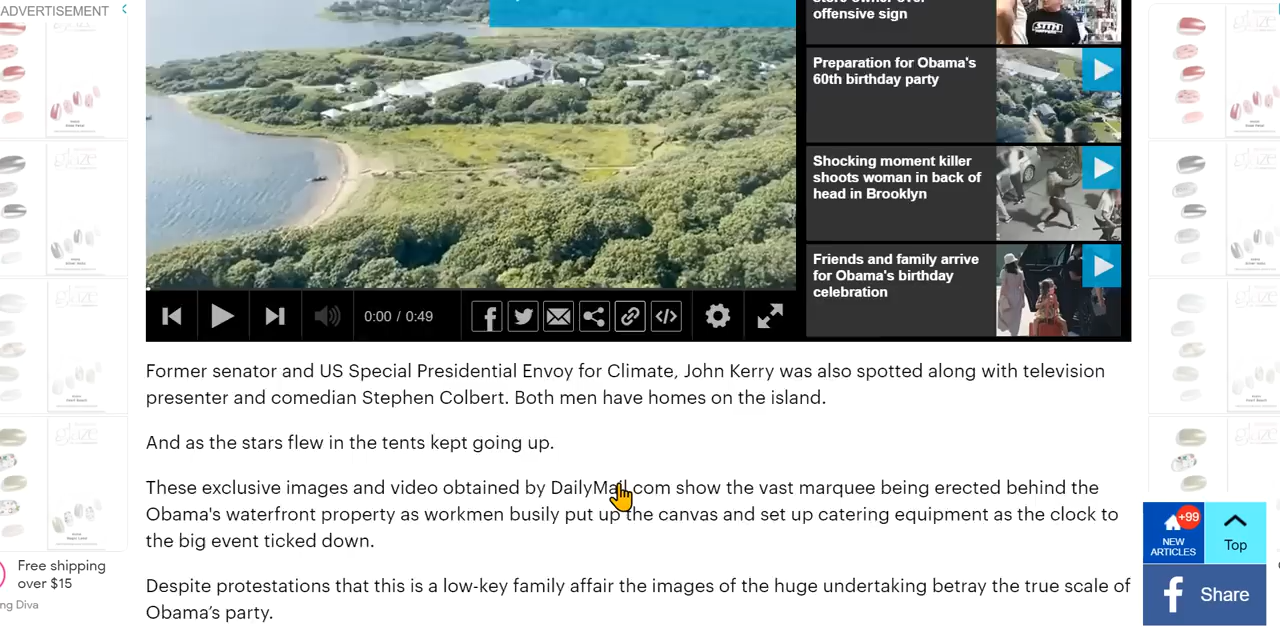 ADVERTISEMENT
offensive sign
Preparation for Obama's
60th birthday party
Shocking moment killer
shoots woman in back of
head in Brooklyn
Friends and family arrive
for Obama's birthday
celebration
0:00 / 0:49
Former senator and US Special Presidential Envoy for Climate, John Kerry was also spotted along with television
presenter and comedian Stephen Colbert. Both men have homes on the island.
And as the stars flew in the tents kept going up.
These exclusive images and video obtained by DailyMail.com show the vast marquee being erected behind the
Obama's waterfront property as workmen busily put up the canvas and set up catering equipment as the clock to
the big event ticked down.
Despite protestations that this is a low-key family affair the images of the huge undertaking betray the true scale of
Obama’s party.
Free shipping
over $15
ng Diva
+99
NEW
ARTICLES
Top
Share